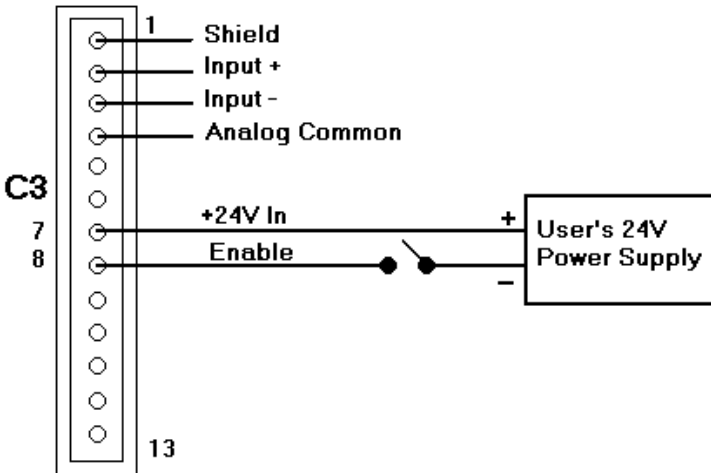 1
Shield
Input +
Input -
Analog Common
C3
7
+24V In
+
User's 24V
8
Enable
Power Supply
-
13